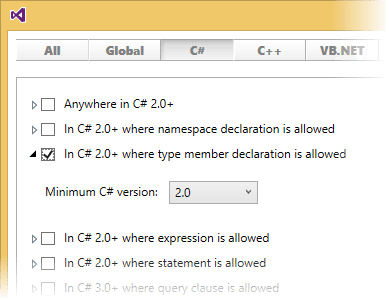 All Global C# C++ VB.NET
Anywhere in C# 2.0+
In C# 2.0+ where namespace declaration is allowed
In C# 2.0+ where type member declaration is allowed
Minimum C# version: 2.0
In C# 2.0+ where expression is allowed
In C# 2.0+ where statement is allowed
In C# 3.0+ where query clause is allowed